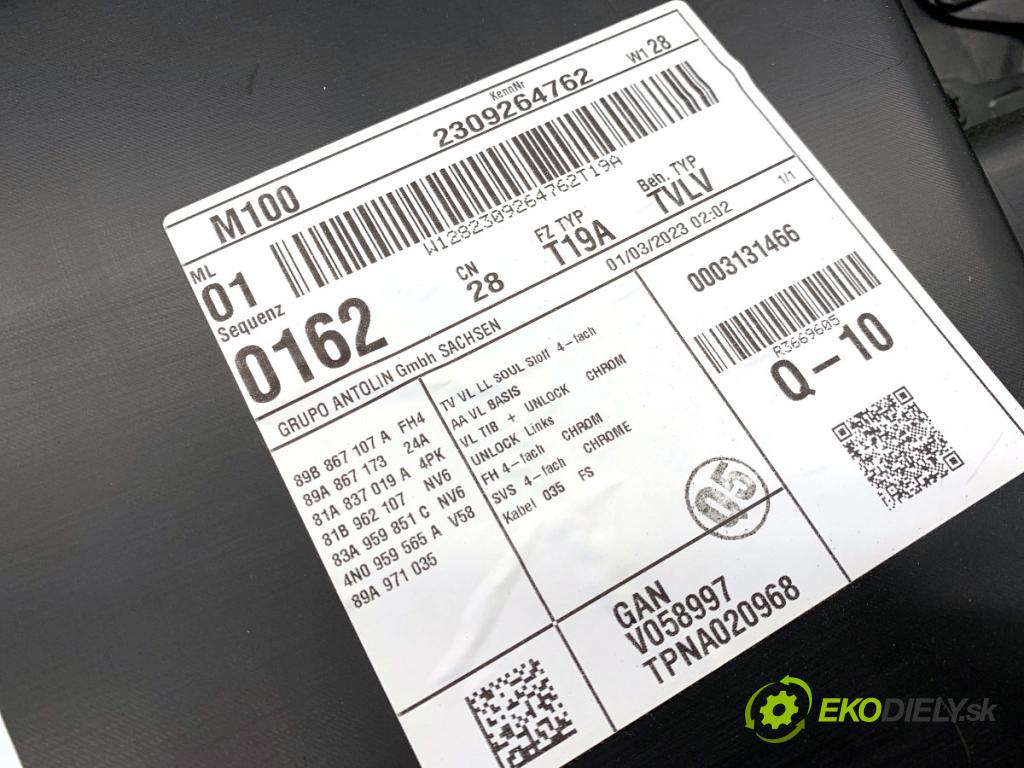 KennNr
M100 2309264762 W1 28
ML
01
W1282309264762T19A
Sequenz
0162
CN
28
FZ TYP
T19A
Beh. TYP
TVLV
GRUPO ANTOLIN Gmbh SACHSEN
01/03/2023 02:02
1/1
89B 867 107 A FH4
89A 867 173 24A
81A 837 019 A 4PK
81B 962 107 NV6
83A 959 851 C NV6
4N0 959 565 A V58
89A 971 035
TV VL LL SOUL Stoff 4-fach
AA VL BASIS
VL TIB + UNLOCK CHROM
UNLOCK Links
FH 4-fach CHROM
SVS 4-fach CHROME
Kabel 035 FS
0003131466
R3669605
Q-10
Q5
GAN
V058997
TPNA020968
EKODIELY.sk